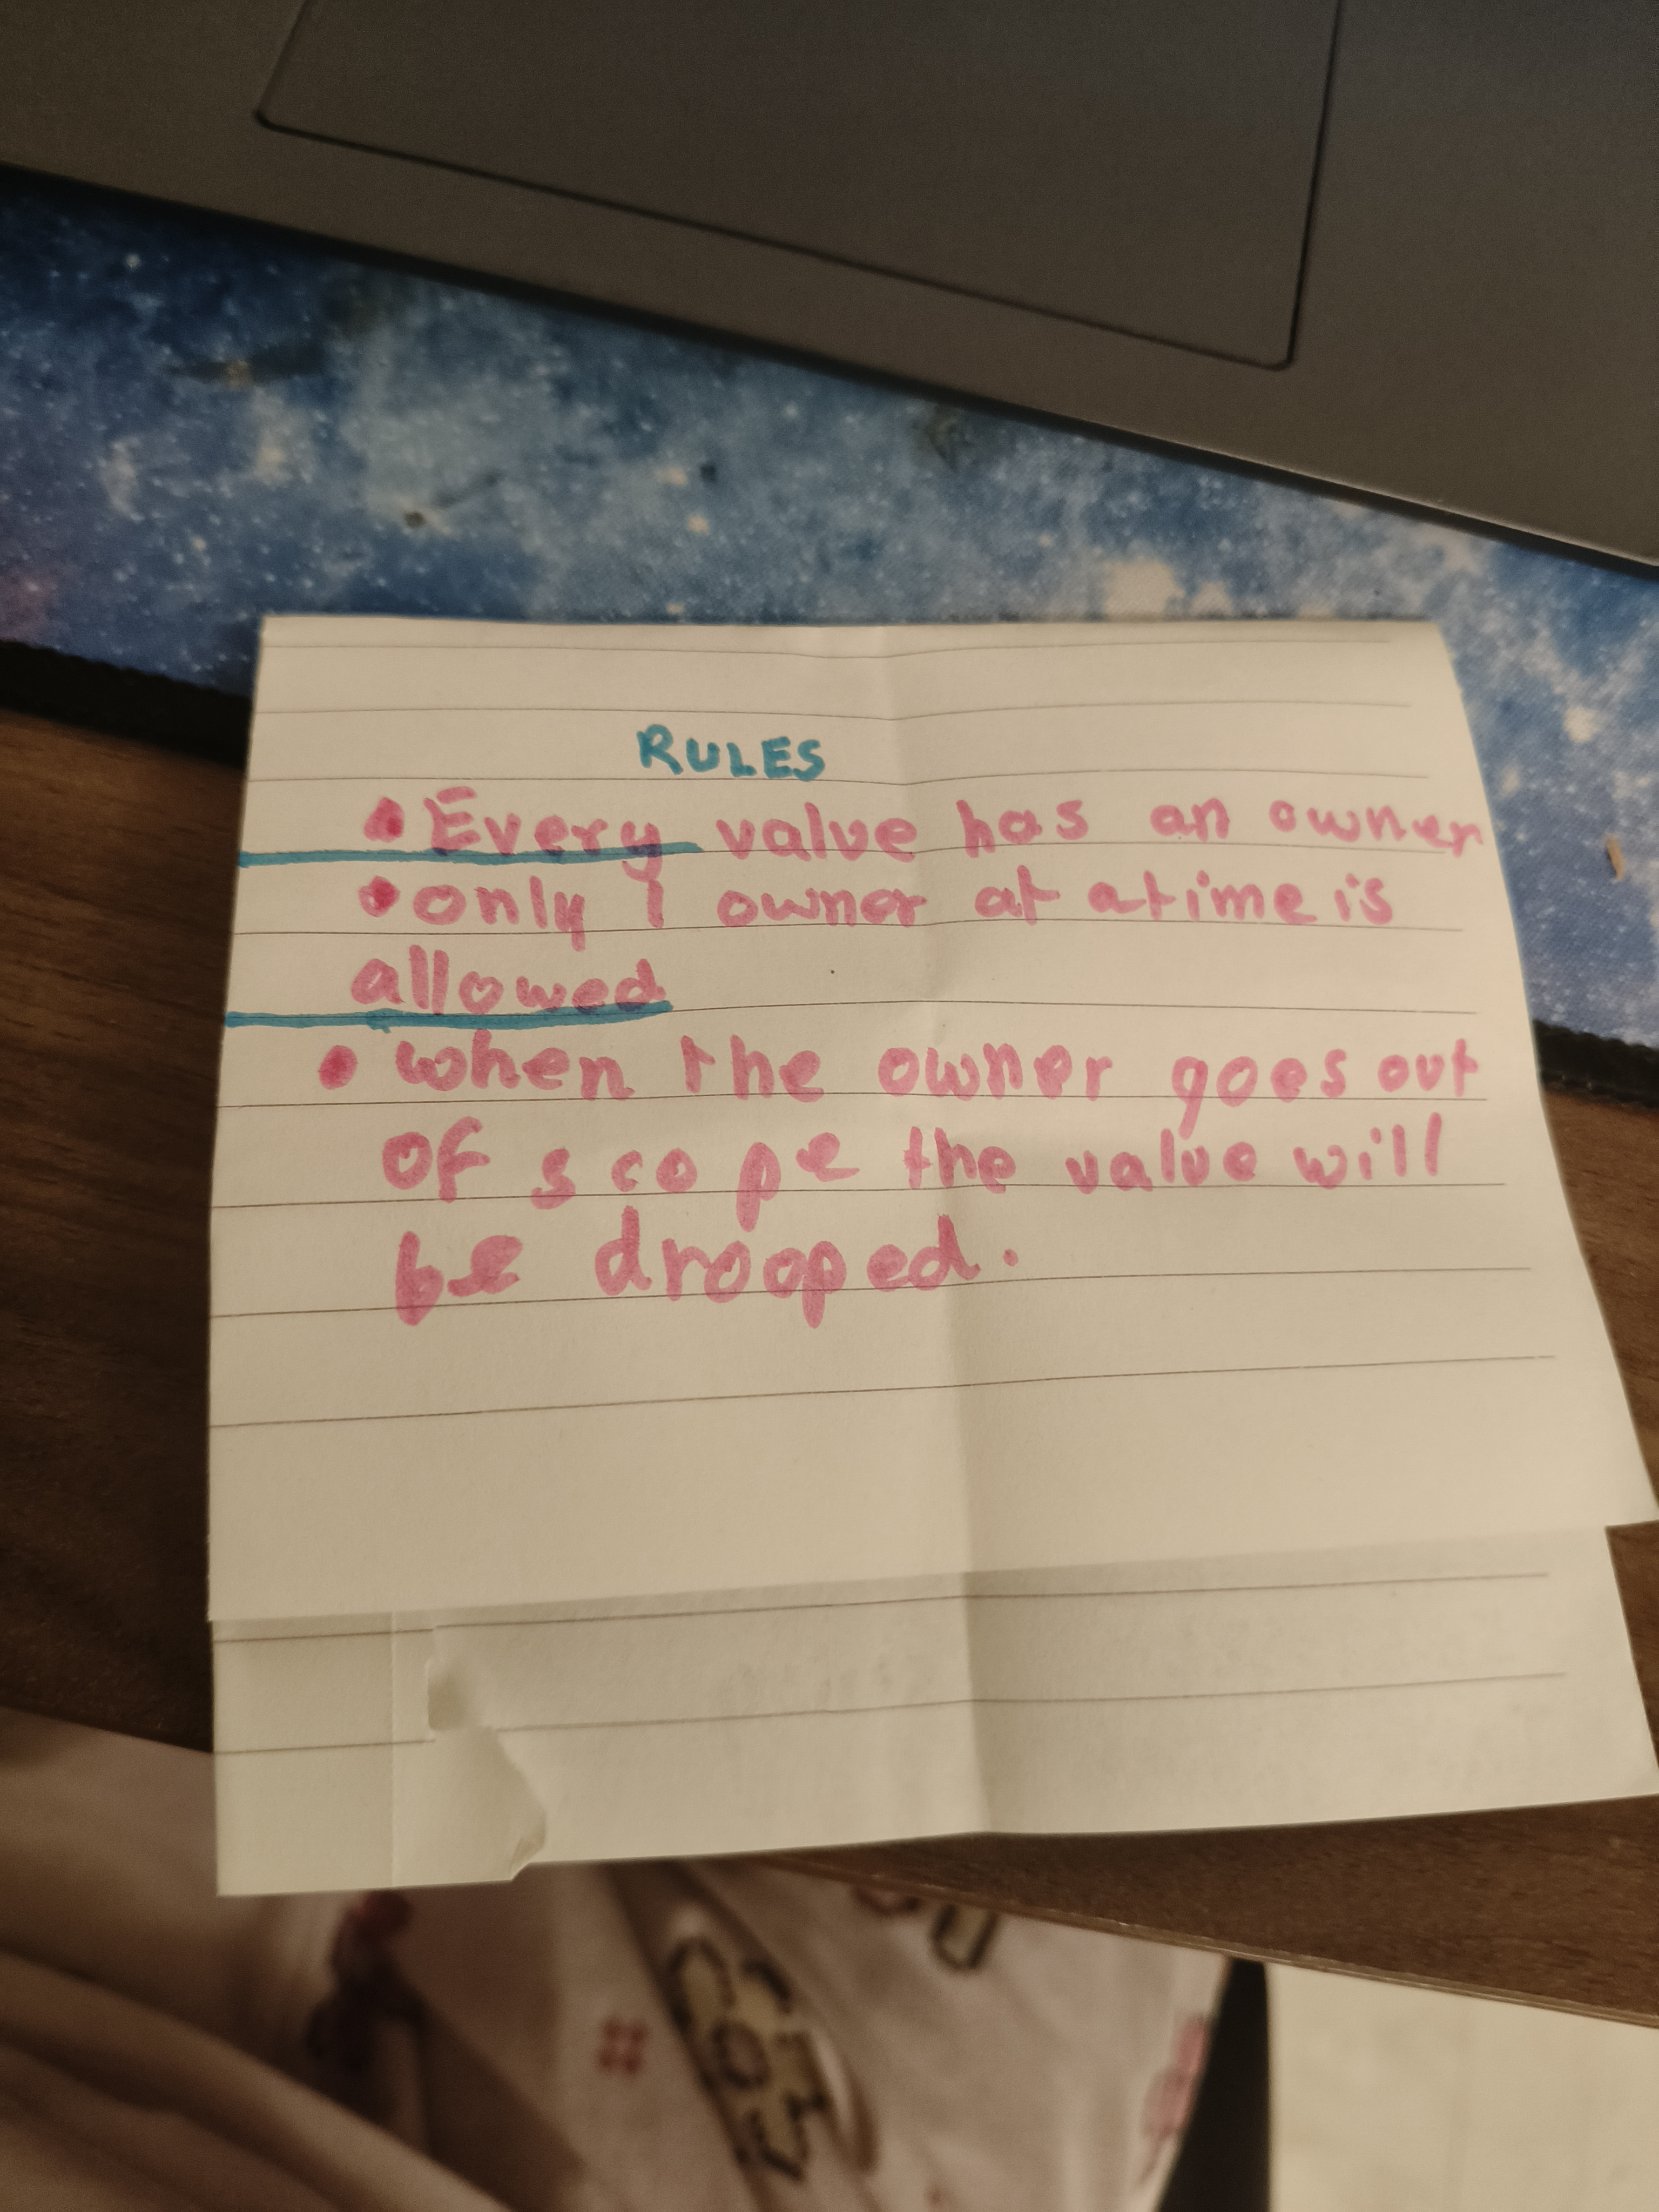 RULES
• Every value has an owner
• only 1 owner at a time is
allowed
• when the owner goes out
of scope the value will
be drooped.